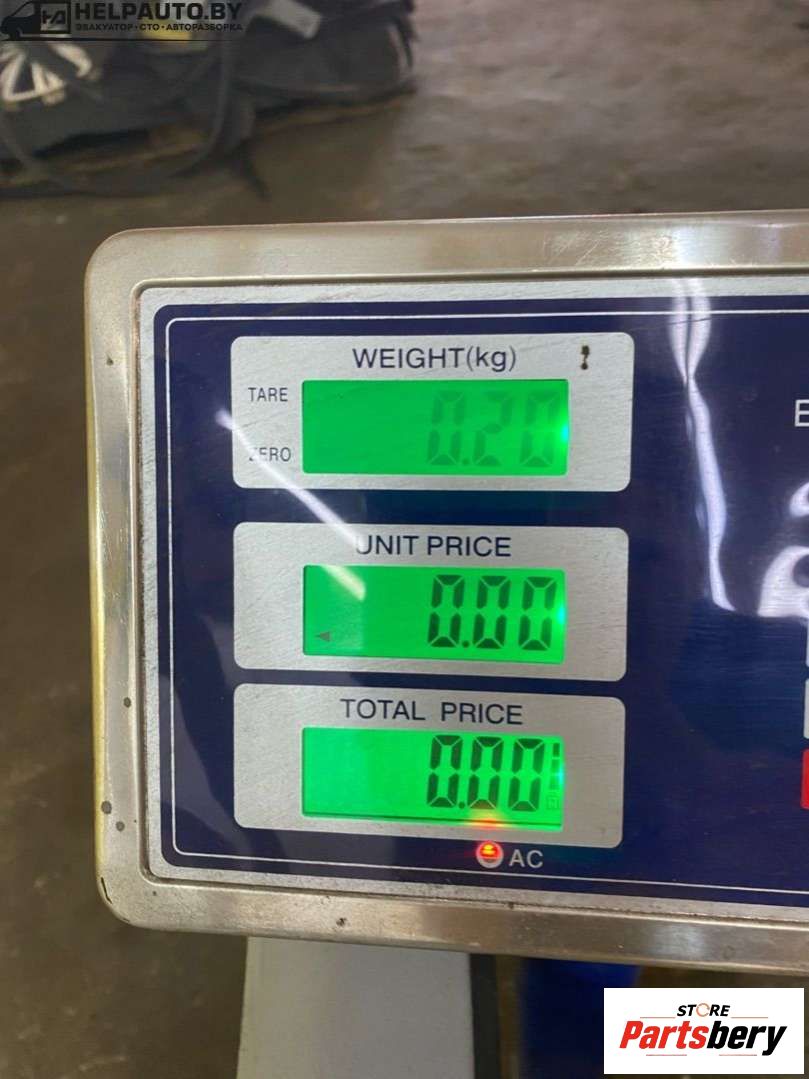 HELPAUTO.BY
ЭВАКУАТОР•СТО•АВТОРАЗБОРКА
WEIGHT(kg)
TARE
0.20
ZERO
UNIT PRICE
0.00
TOTAL PRICE
0.00
AC
STORE
Partsbery